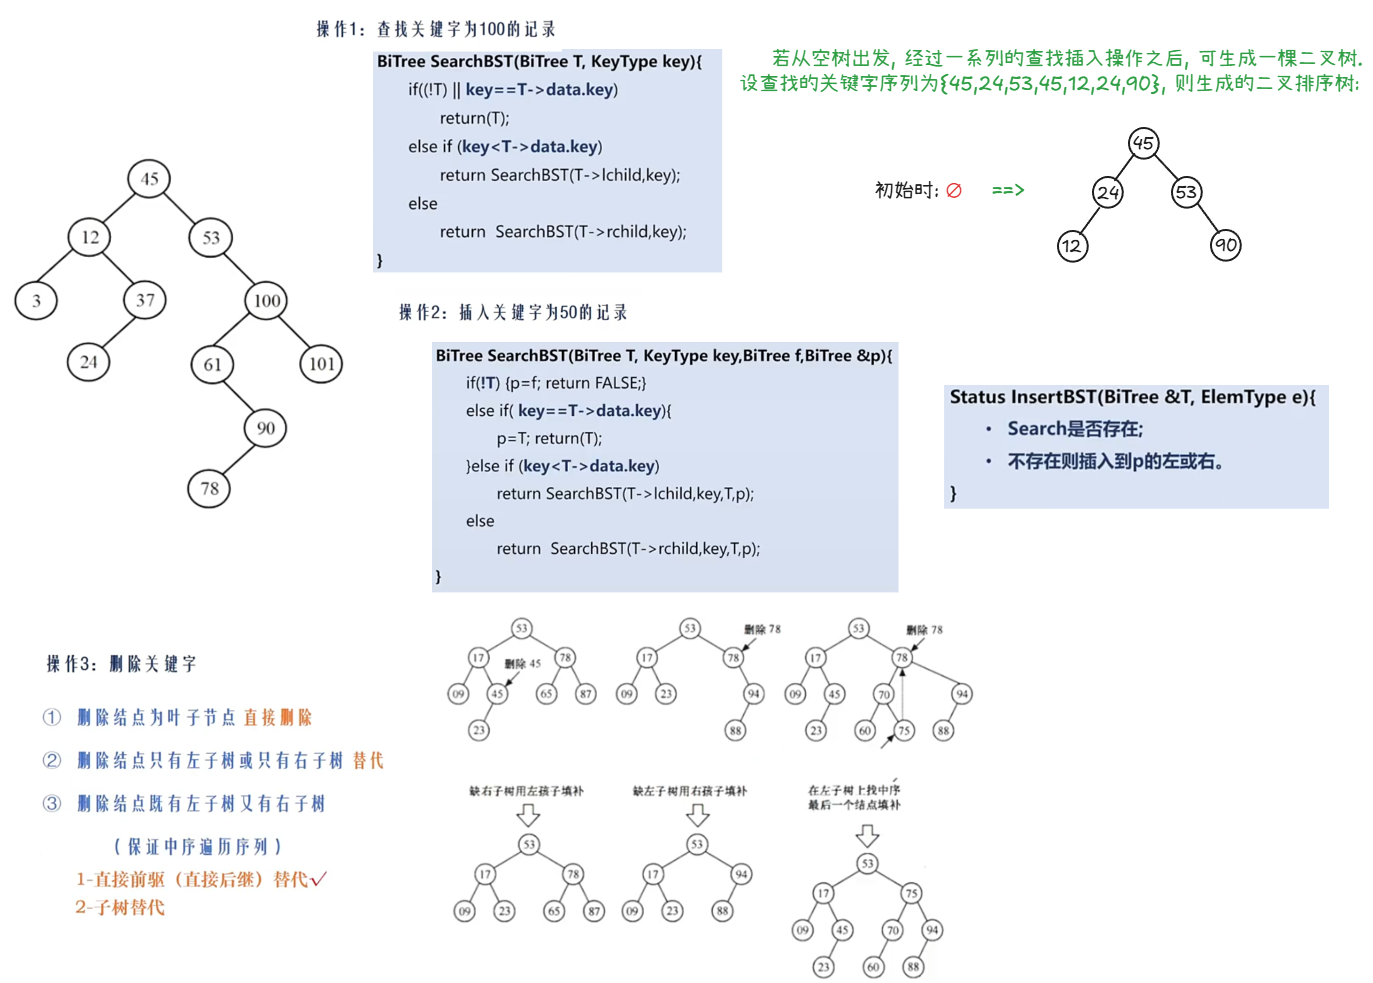 操作1：查找关键字为100的记录
BiTree SearchBST(BiTree T, KeyType key){
if((!T) || key==T->data.key)
return(T);
else if (key<T->data.key)
return SearchBST(T->lchild,key);
else
return SearchBST(T->rchild,key);
}
若从空树出发, 经过一系列的查找插入操作之后, 可生成一棵二叉树.
设查找的关键字序列为{45,24,53,45,12,24,90}, 则生成的二叉排序树:
初始时: ∅ ==>
45
24 53
12 90
45
12 53
3 37 100
24 61 101
90
78
操作2：插入关键字为50的记录
BiTree SearchBST(BiTree T, KeyType key,BiTree f,BiTree &p){
if(!T) {p=f; return FALSE;}
else if( key==T->data.key){
p=T; return(T);
}else if (key<T->data.key)
return SearchBST(T->lchild,key,T,p);
else
return SearchBST(T->rchild,key,T,p);
}
Status InsertBST(BiTree &T, ElemType e){
• Search是否存在;
• 不存在则插入到p的左或右。
}
操作3：删除关键字
① 删除结点为叶子节点 直接删除
② 删除结点只有左子树或只有右子树 替代
③ 删除结点既有左子树又有右子树
(保证中序遍历序列)
1-直接前驱（直接后继）替代✓
2-子树替代
53
17 78
删除 45
09 45 65 87
23
53
删除 78
17 78
09 23 94
88
53
删除 78
17 78
09 45 70 94
23 60 75 88
缺右子树用左孩子填补
53
17 78
09 23 65 87
缺左子树用右孩子填补
53
17 94
09 23 88
在左子树上找中序
最后一个结点填补
53
17 75
09 45 70 94
23 60 88